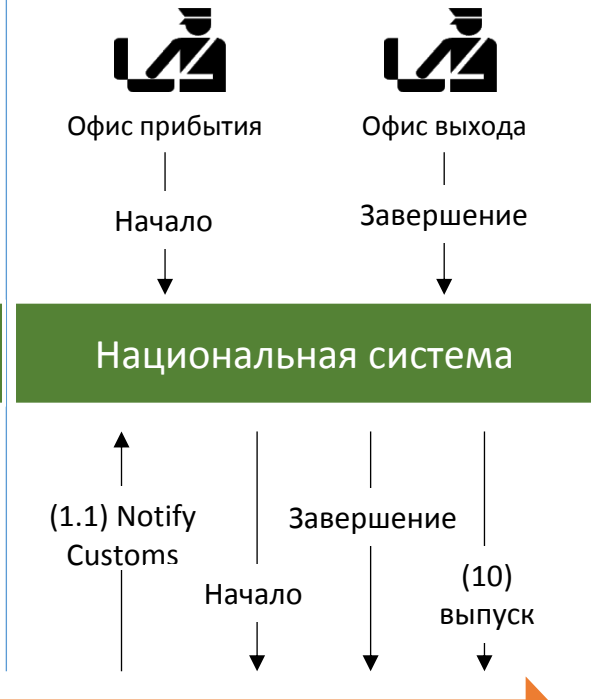 Офис прибытия
Офис выхода
Начало
Завершение
Национальная система
(1.1) Notify
Customs
Завершение
Начало
(10)
выпуск